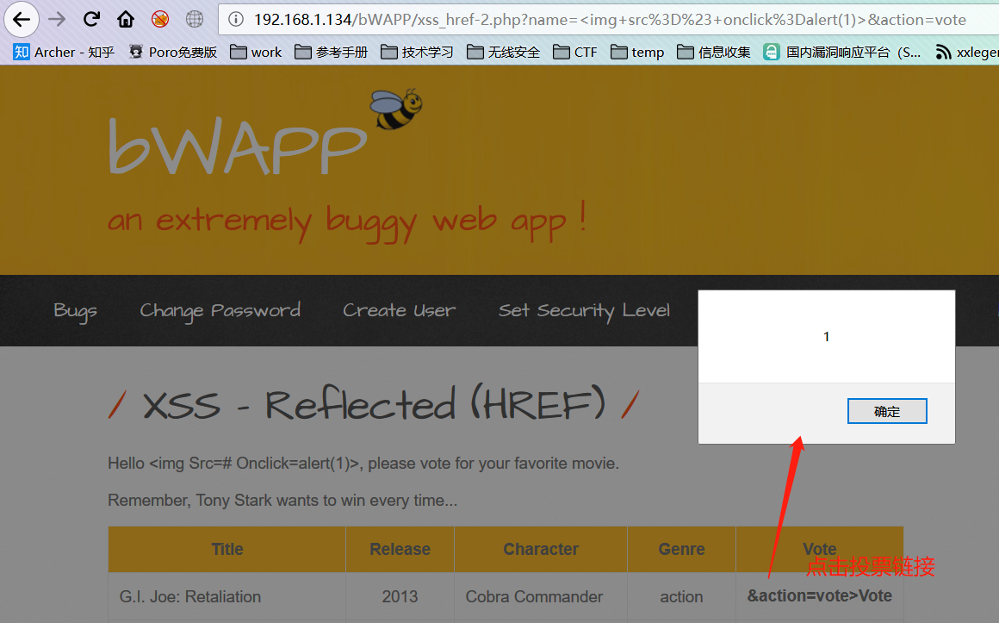 192.168.1.134/bWAPP/xss_href-2.php?name=<img+src%3D%23+onclick%3Dalert(1)>&action=vote
知 Archer - 知乎 Poro免费版 work 参考手册 技术学习 无线安全 CTF temp 信息收集 国内漏洞响应平台（S... xxlege
bWAPP
an extremely buggy web app !
Bugs Change Password Create User Set Security Level
1
确定
/ XSS - Reflected (HREF) /
Hello <img Src=# Onclick=alert(1)>, please vote for your favorite movie.
Remember, Tony Stark wants to win every time...
Title Release Character Genre Vote
点击投票链接
G.I. Joe: Retaliation 2013 Cobra Commander action &action=vote>Vote